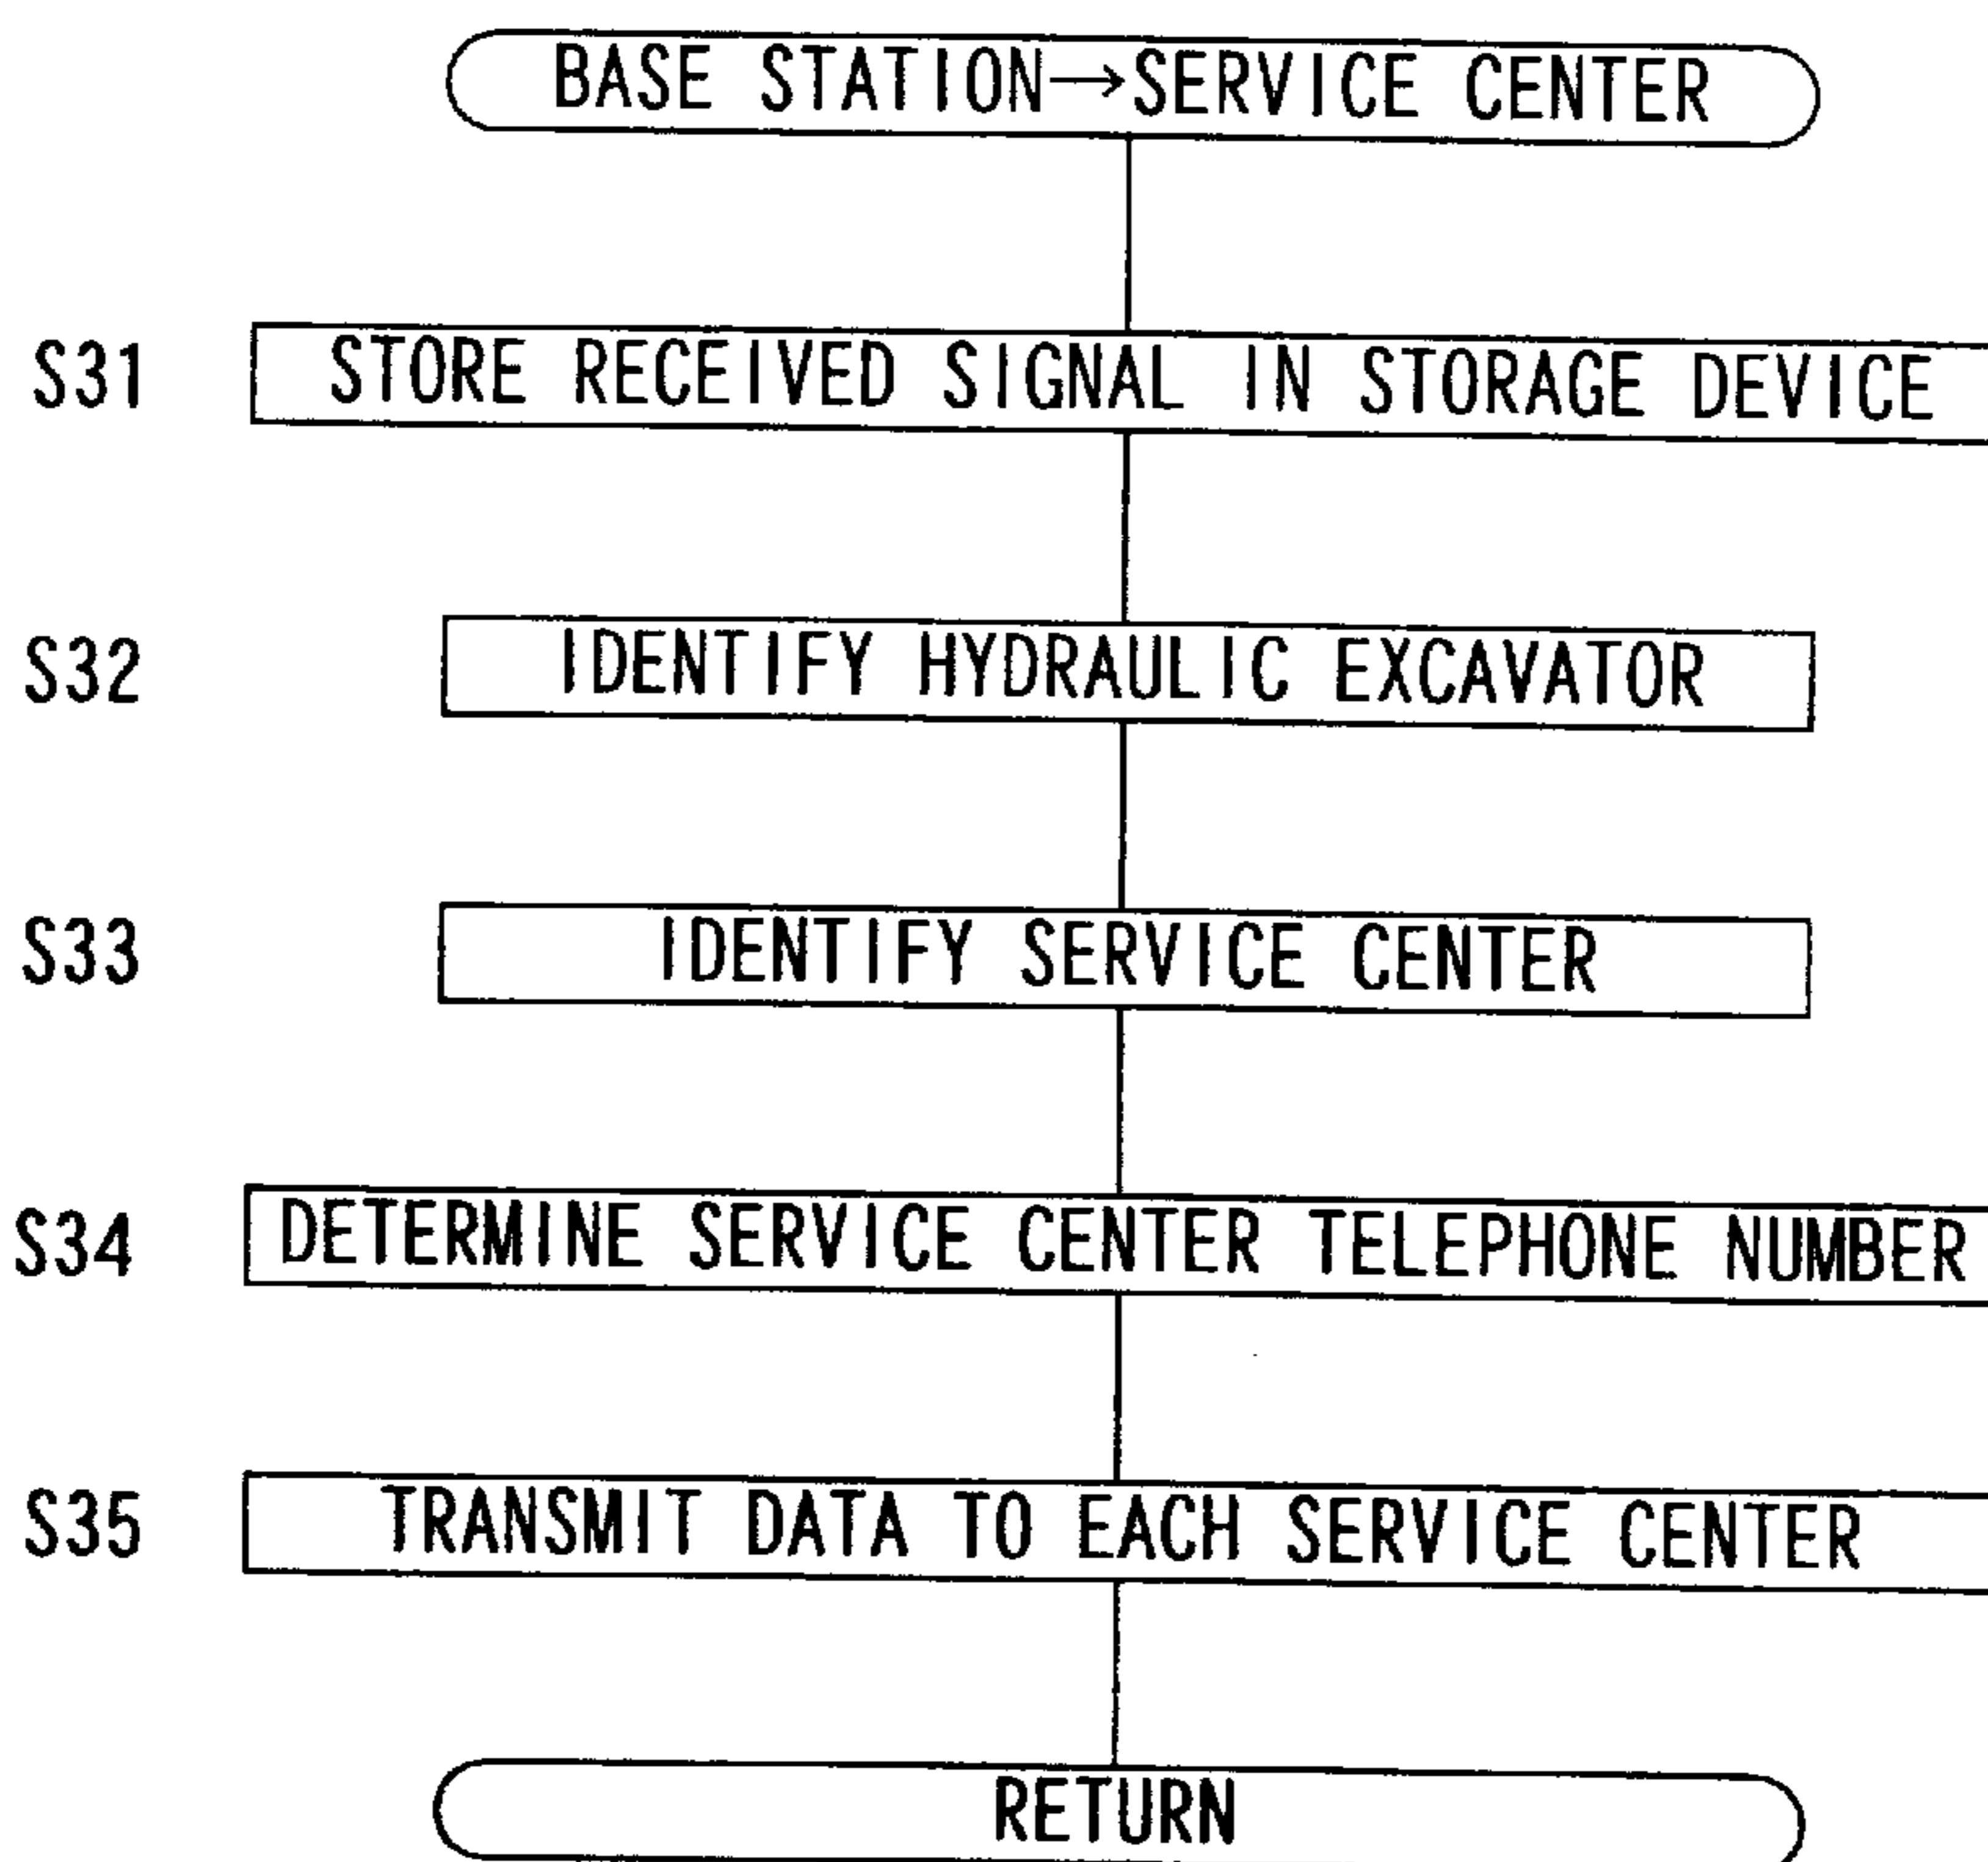 BASE STATION→SERVICE CENTER
S31 STORE RECEIVED SIGNAL IN STORAGE DEVICE
S32 IDENTIFY HYDRAULIC EXCAVATOR
S33 IDENTIFY SERVICE CENTER
S34 DETERMINE SERVICE CENTER TELEPHONE NUMBER
S35 TRANSMIT DATA TO EACH SERVICE CENTER
RETURN